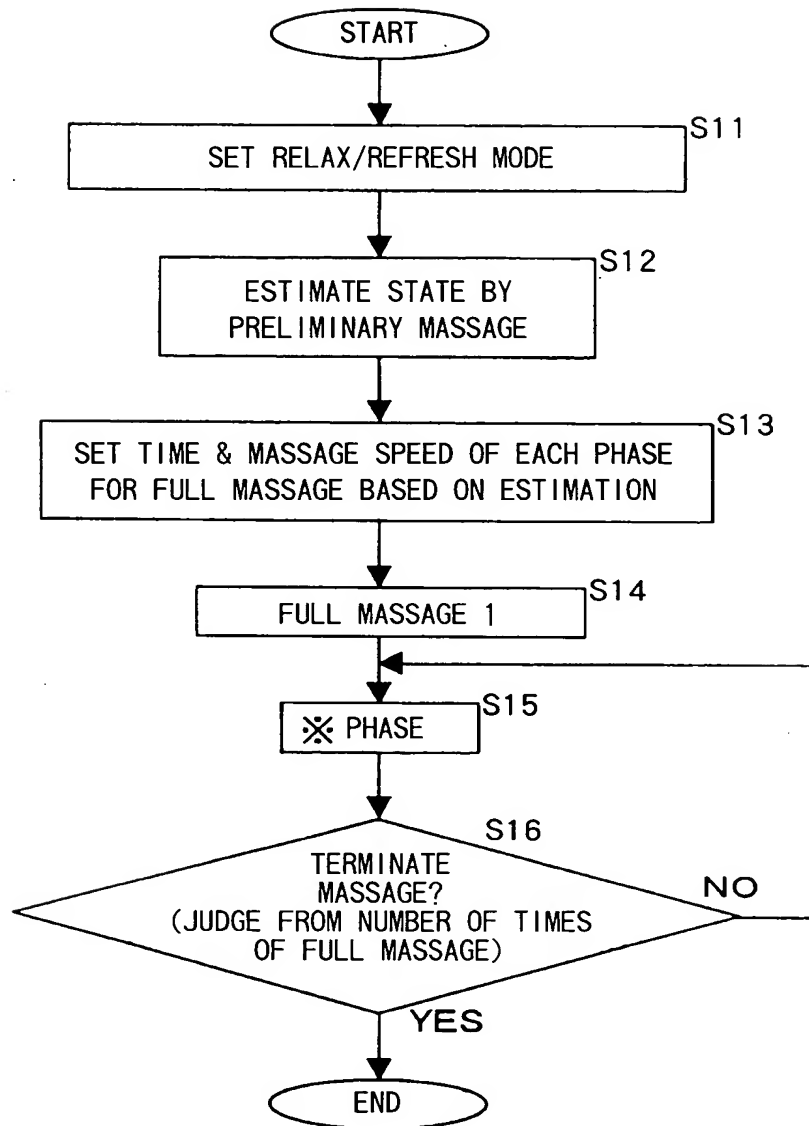 START
S11
SET RELAX/REFRESH MODE
S12
ESTIMATE STATE BY
PRELIMINARY MASSAGE
S13
SET TIME & MASSAGE SPEED OF EACH PHASE
FOR FULL MASSAGE BASED ON ESTIMATION
S14
FULL MASSAGE 1
S15
※ PHASE
S16
TERMINATE
MASSAGE?
(JUDGE FROM NUMBER OF TIMES
OF FULL MASSAGE)
NO
YES
END